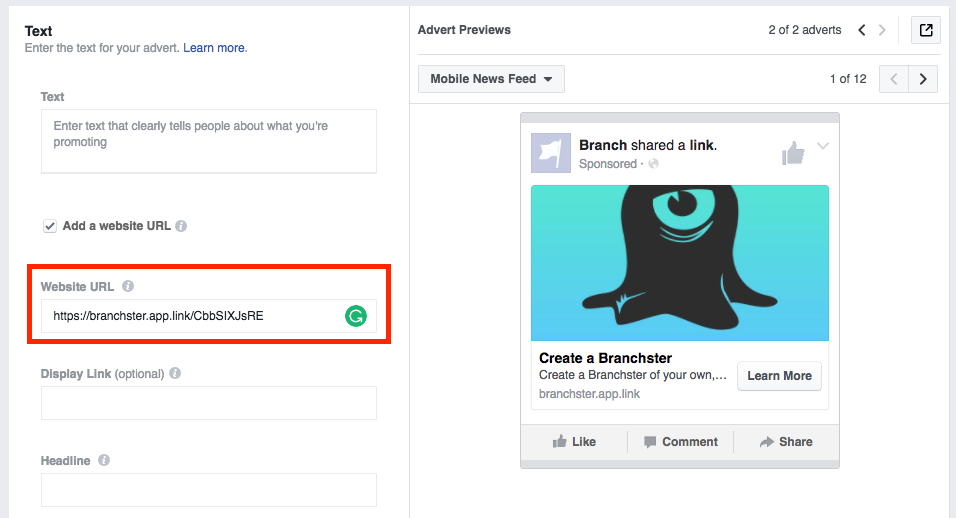 Text
Enter the text for your advert. Learn more.
Text
Enter text that clearly tells people about what you're
promoting
Add a website URL
Website URL
https://branchster.app.link/CbbSIXJsRE
Display Link (optional)
Headline
Advert Previews
2 of 2 adverts
Mobile News Feed
1 of 12
Branch shared a link.
Sponsored ·
Create a Branchster
Create a Branchster of your own,...
branchster.app.link
Learn More
Like
Comment
Share